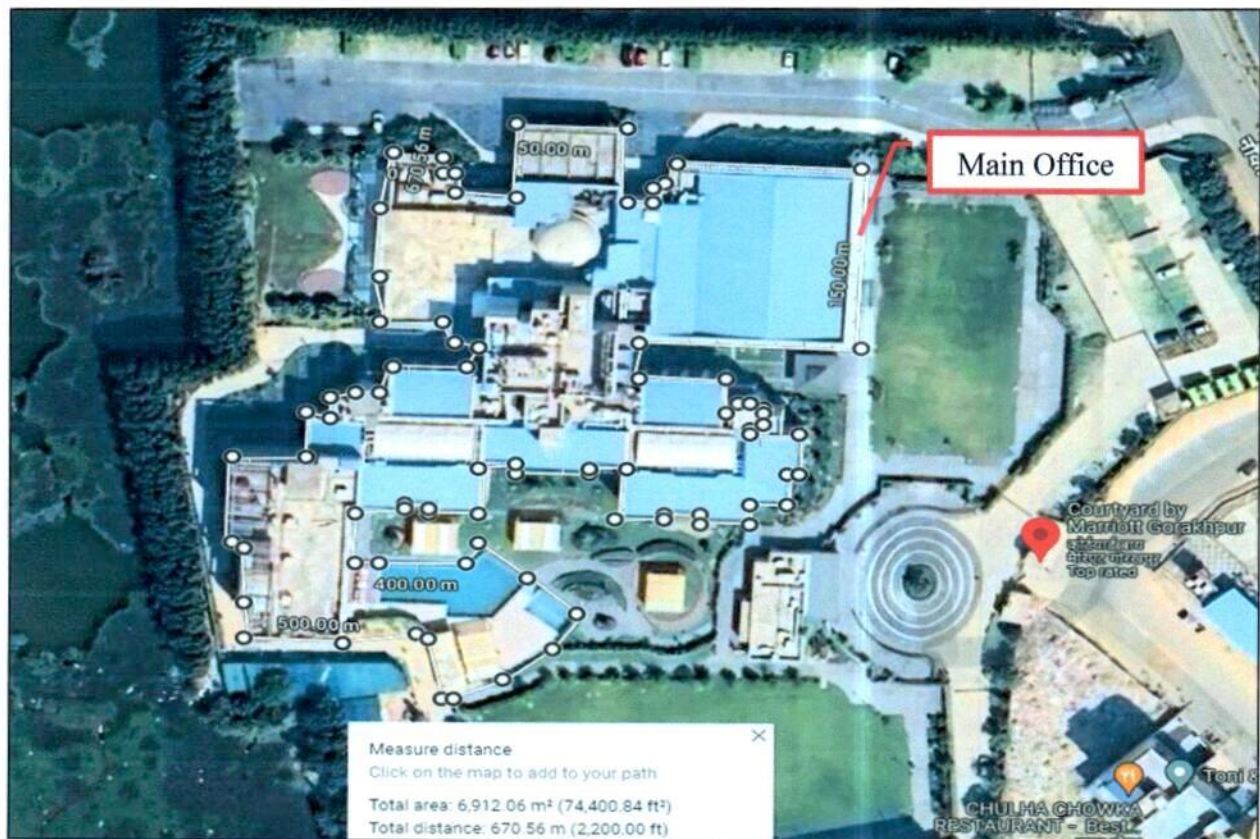 50.00 m
670.56 m
Main Office
150.00 m
Courtyard by
Marriott Gorakhpur
Top rated
400.00 m
500.00 m
Measure distance
Click on the map to add to your path
Total area: 6,912.06 m² (74,400.84 ft²)
Total distance: 670.56 m (2,200.00 ft)
Toni &
CHULHA CHOWKA
RESTAURANT - Best